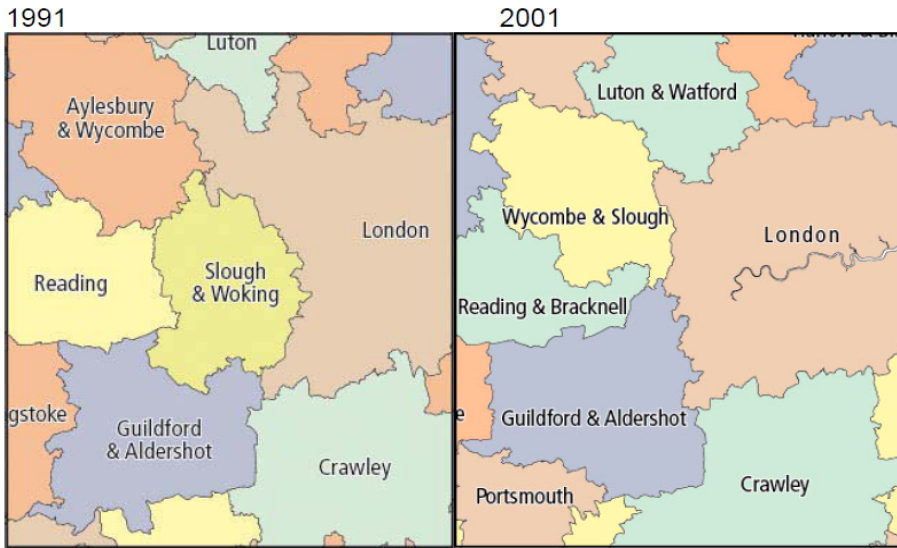 1991
2001
Luton
Aylesbury
& Wycombe
London
Reading
Slough
& Woking
gstoke
Guildford
& Aldershot
Crawley
Luton & Watford
Wycombe & Slough
London
Reading & Bracknell
e
Guildford & Aldershot
Portsmouth
Crawley